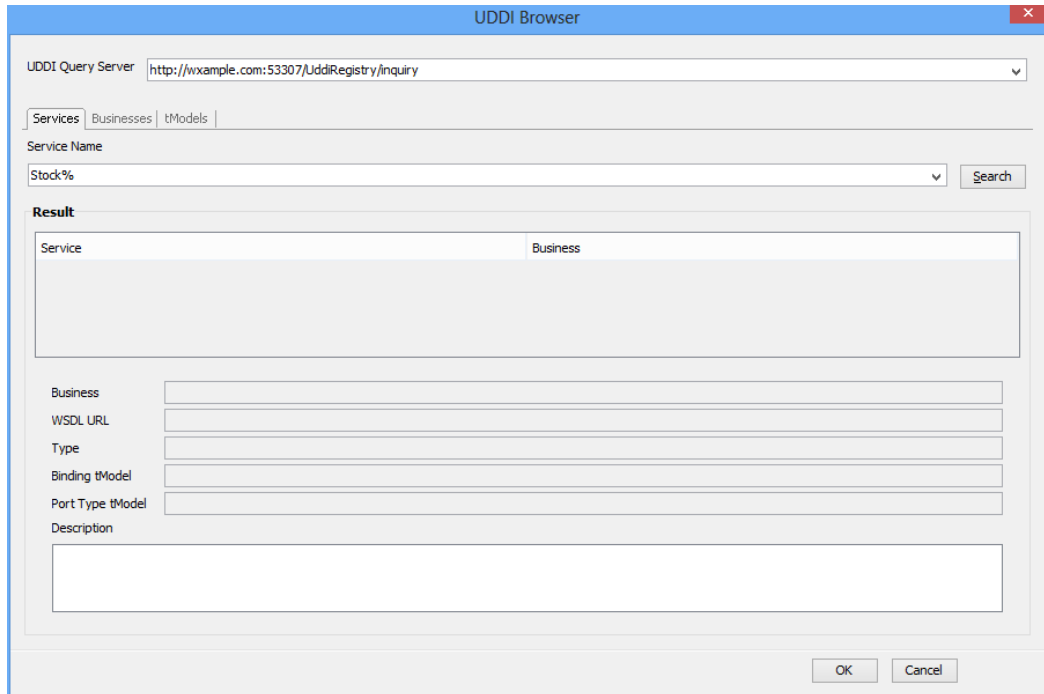 UDDI Browser
UDDI Query Server http://wxample.com:53307/UddiRegistry/inquiry
Services Businesses tModels
Service Name
Stock% Search
Result
Service Business
Business
WSDL URL
Type
Binding tModel
Port Type tModel
Description
OK Cancel